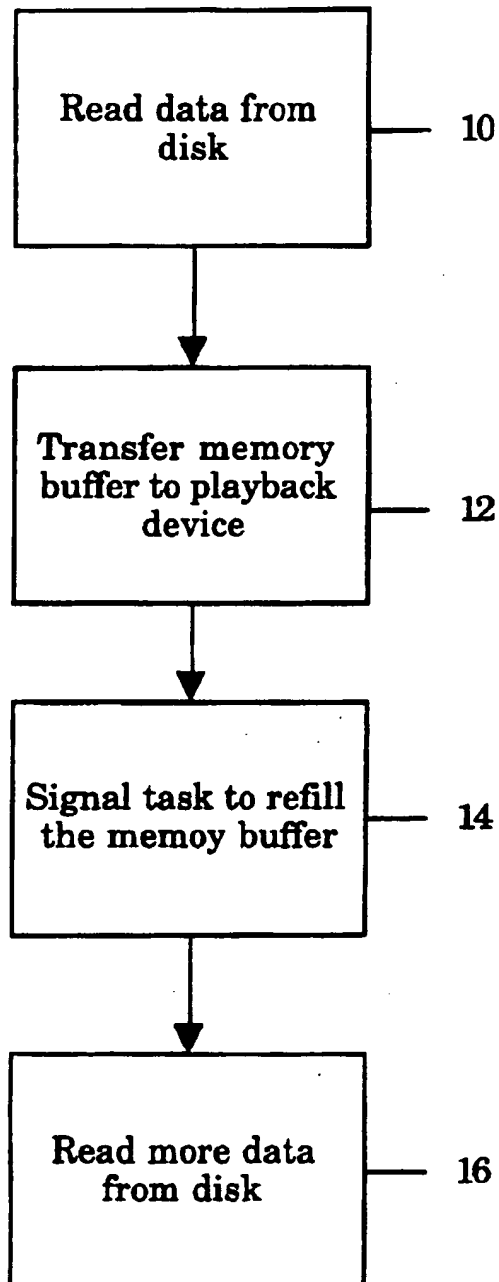 Read data from
disk
10
Transfer memory
buffer to playback
device
12
Signal task to refill
the memoy buffer
14
Read more data
from disk
16